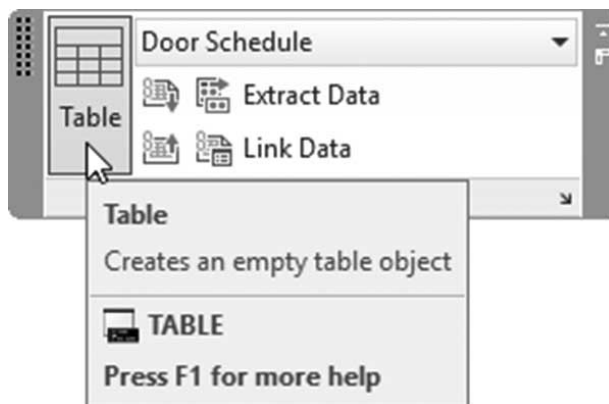 Door Schedule
Table
Extract Data
Link Data
Table
Creates an empty table object
TABLE
Press F1 for more help